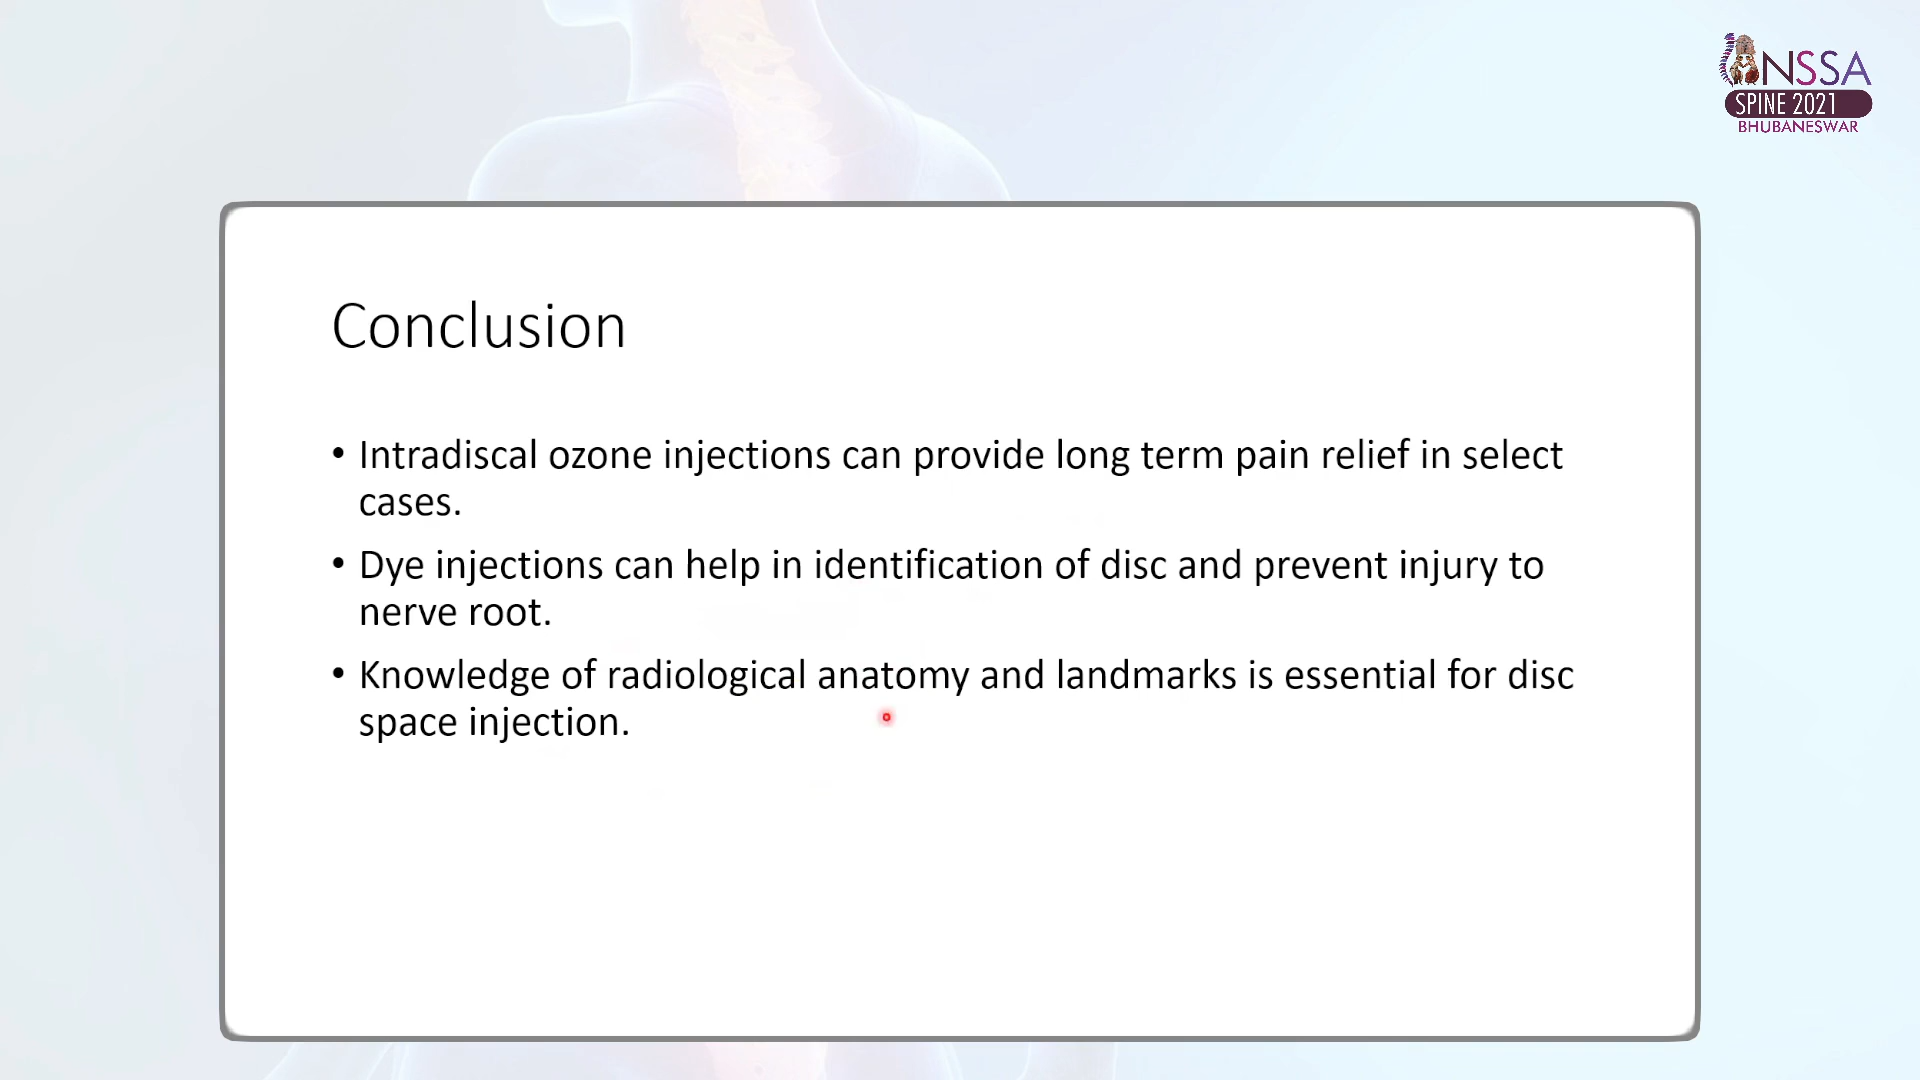 NSSA
SPINE 2021
BHUBANESWAR
Conclusion
• Intradiscal ozone injections can provide long term pain relief in select
cases.
• Dye injections can help in identification of disc and prevent injury to
nerve root.
• Knowledge of radiological anatomy and landmarks is essential for disc
space injection.